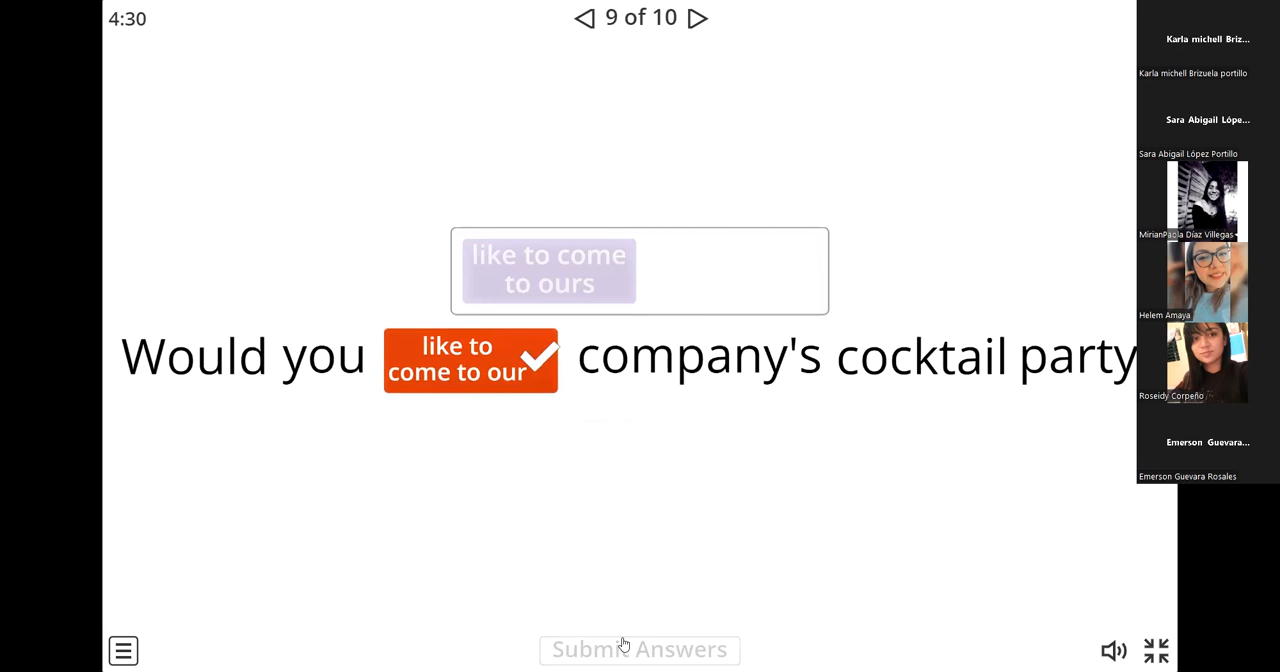 4:30
9 of 10
like to come
to ours
Would you like to come to our company's cocktail party
Submit Answers
Karla michell Briz...
Karla michell Brizuela portillo
Sara Abigail Lópe...
Sara Abigail López Portillo
MirianPaola Díaz Villegas
Helem Amaya
Roseidy Corpeño
Emerson Guevara...
Emerson Guevara Rosales